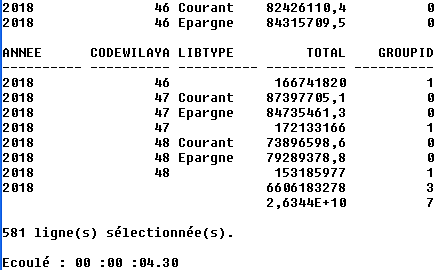 2018 46 Courant 82426110,4 0
2018 46 Epargne 84315709,5 0
ANNEE CODEWILAYA LIBTYPE TOTAL GROUPID
---------- ---------- ---------- ---------- ----------
2018 46 166741820 1
2018 47 Courant 87397705,1 0
2018 47 Epargne 84735461,3 0
2018 47 172133166 1
2018 48 Courant 73896598,6 0
2018 48 Epargne 79289378,8 0
2018 48 153185977 1
2018 6606183278 3
2,6344E+10 7
581 ligne(s) sélectionnée(s).
Ecoulé : 00 :00 :04.30